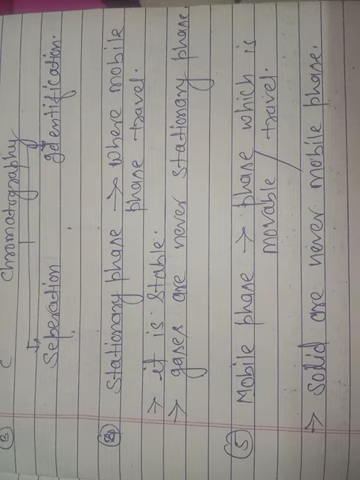 ③ Chromatography
Seperation Identification.
④ Stationary phase → where mobile
phase travel.
→ it is stable.
→ gases are never stationary phase.
⑤ Mobile phase → phase which is
movable / travel.
→ Solid are never mobile phase.